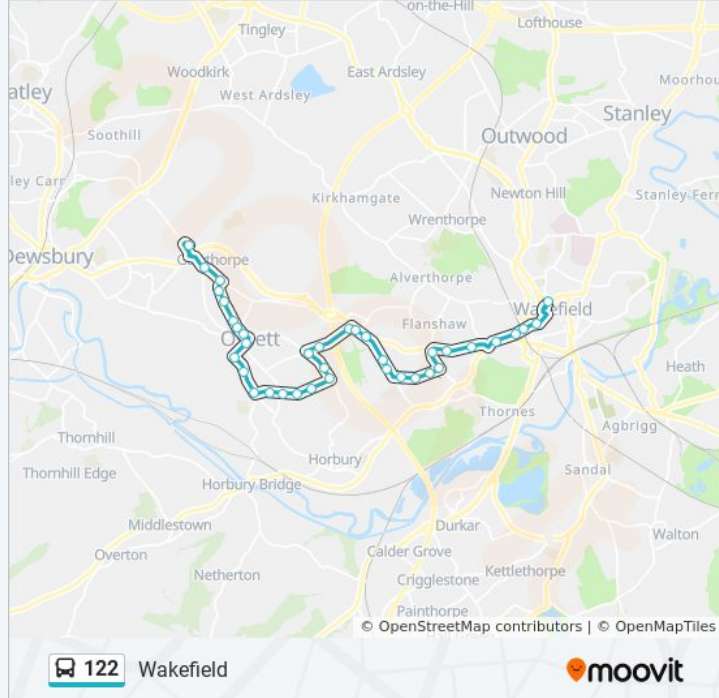 on-the-Hill
Tingley
Lofthouse
Woodkirk
East Ardsley
atley
West Ardsley
Moorhou
Stanley
Soothill
Outwood
ley Carr
Kirkhamgate
Newton Hill
Stanley-Ferr
Wrenthorpe
Dewsbury
Alverthorpe
Wakefield
Flanshaw
Heath
Thornes
Agbrigg
Thornhill
Horbury
Sandal
Thornhill Edge
Horbury Bridge
Middlestown
Durkar
Walton
Overton
Calder Grove
Netherton
Kettlethorpe
Crigglestone
Painthorpe
© OpenStreetMap contributors | © OpenMapTiles
122 Wakefield
moovit